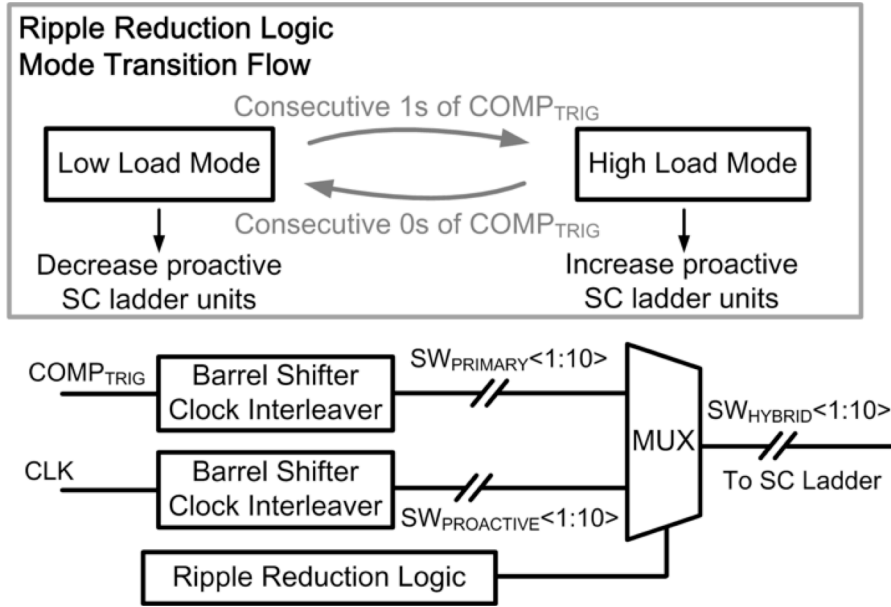 Ripple Reduction Logic
Mode Transition Flow
Consecutive 1s of COMPTRIG
Low Load Mode
High Load Mode
Consecutive 0s of COMPTRIG
Decrease proactive
SC ladder units
Increase proactive
SC ladder units
COMPTRIG
Barrel Shifter
Clock Interleaver
SWPRIMARY<1:10>
MUX
SWHYBRID<1:10>
To SC Ladder
CLK
Barrel Shifter
Clock Interleaver
SWPROACTIVE<1:10>
Ripple Reduction Logic